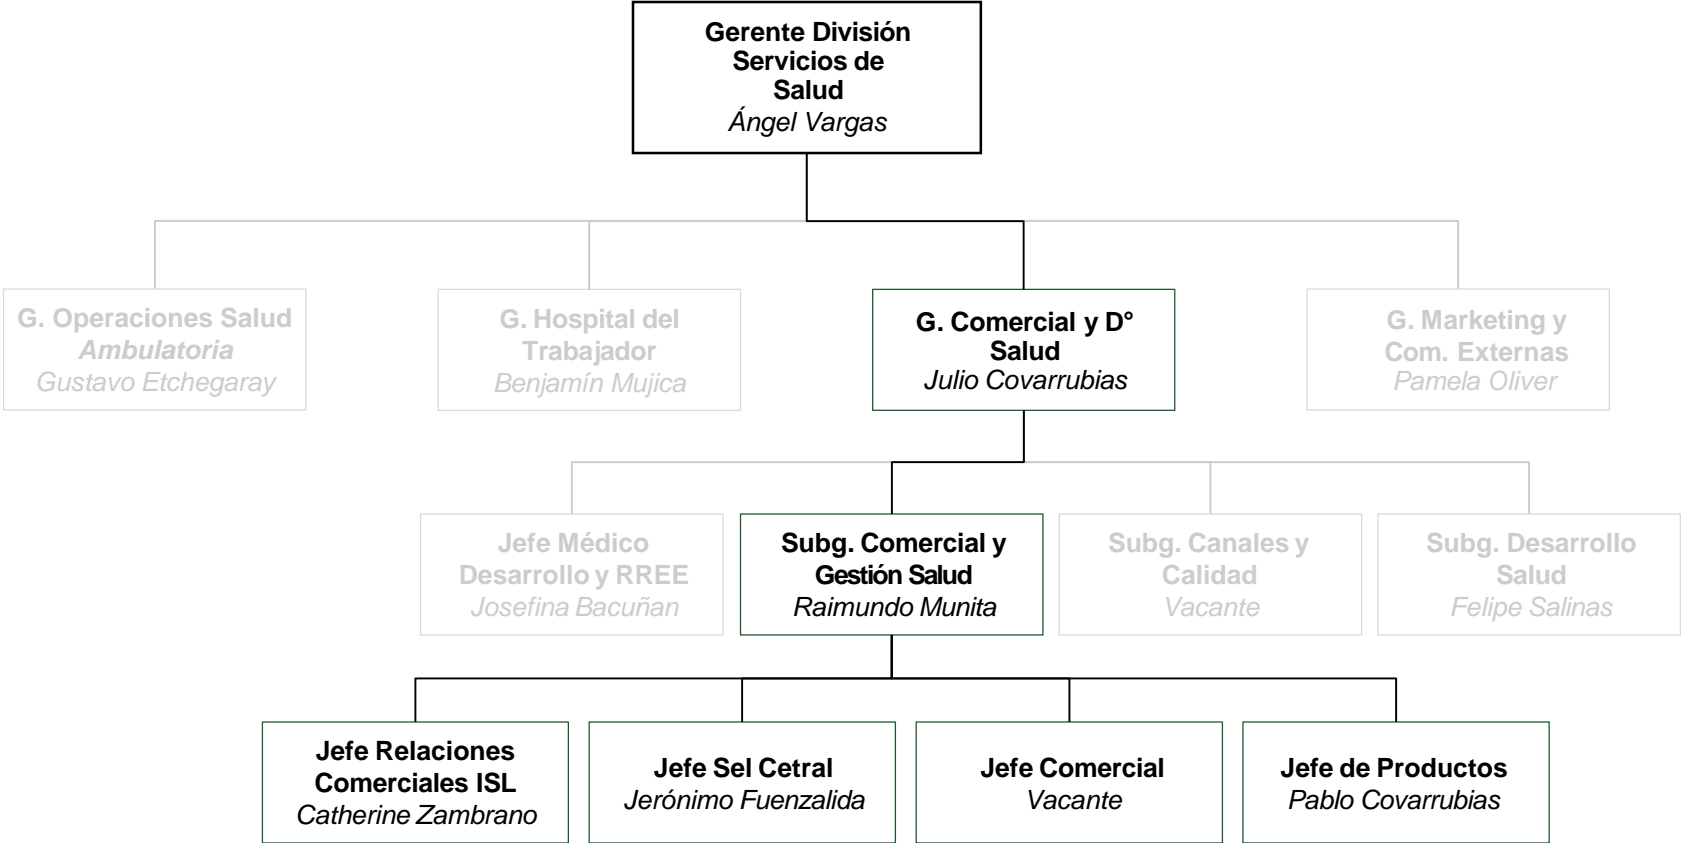 Gerente División
Servicios de
Salud
Ángel Vargas
G. Operaciones Salud
Ambulatoria
Gustavo Etchegaray
G. Hospital del
Trabajador
Benjamín Mujica
G. Comercial y D°
Salud
Julio Covarrubias
G. Marketing y
Com. Externas
Pamela Oliver
Jefe Médico
Desarrollo y RREE
Josefina Bacuñan
Subg. Comercial y
Gestión Salud
Raimundo Munita
Subg. Canales y
Calidad
Vacante
Subg. Desarrollo
Salud
Felipe Salinas
Jefe Relaciones
Comerciales ISL
Catherine Zambrano
Jefe Sel Cetral
Jerónimo Fuenzalida
Jefe Comercial
Vacante
Jefe de Productos
Pablo Covarrubias